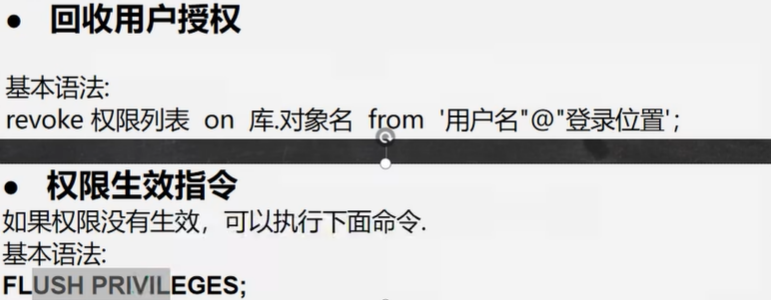 ● 回收用户授权
基本语法:
revoke 权限列表 on 库.对象名 from '用户名"@"登录位置';
● 权限生效指令
如果权限没有生效，可以执行下面命令.
基本语法:
FLUSH PRIVILEGES;